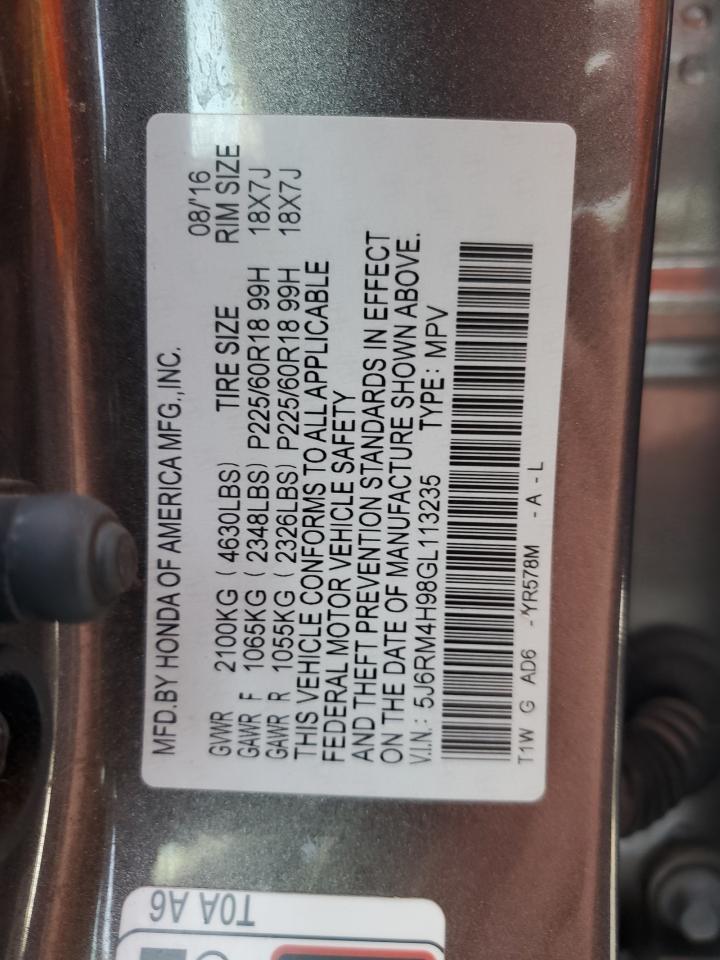 MFD.BY HONDA OF AMERICA MFG.,INC. 08/'16
GVWR 2100KG ( 4630LBS) TIRE SIZE RIM SIZE
GAWR F 1065KG ( 2348LBS) P225/60R18 99H 18X7J
GAWR R 1055KG ( 2326LBS) P225/60R18 99H 18X7J
THIS VEHICLE CONFORMS TO ALL APPLICABLE
FEDERAL MOTOR VEHICLE SAFETY
AND THEFT PREVENTION STANDARDS IN EFFECT
ON THE DATE OF MANUFACTURE SHOWN ABOVE.
V.I.N.: 5J6RM4H98GL113235 TYPE: MPV
T1W G AD6 - YR578M - A - L
T0A A6